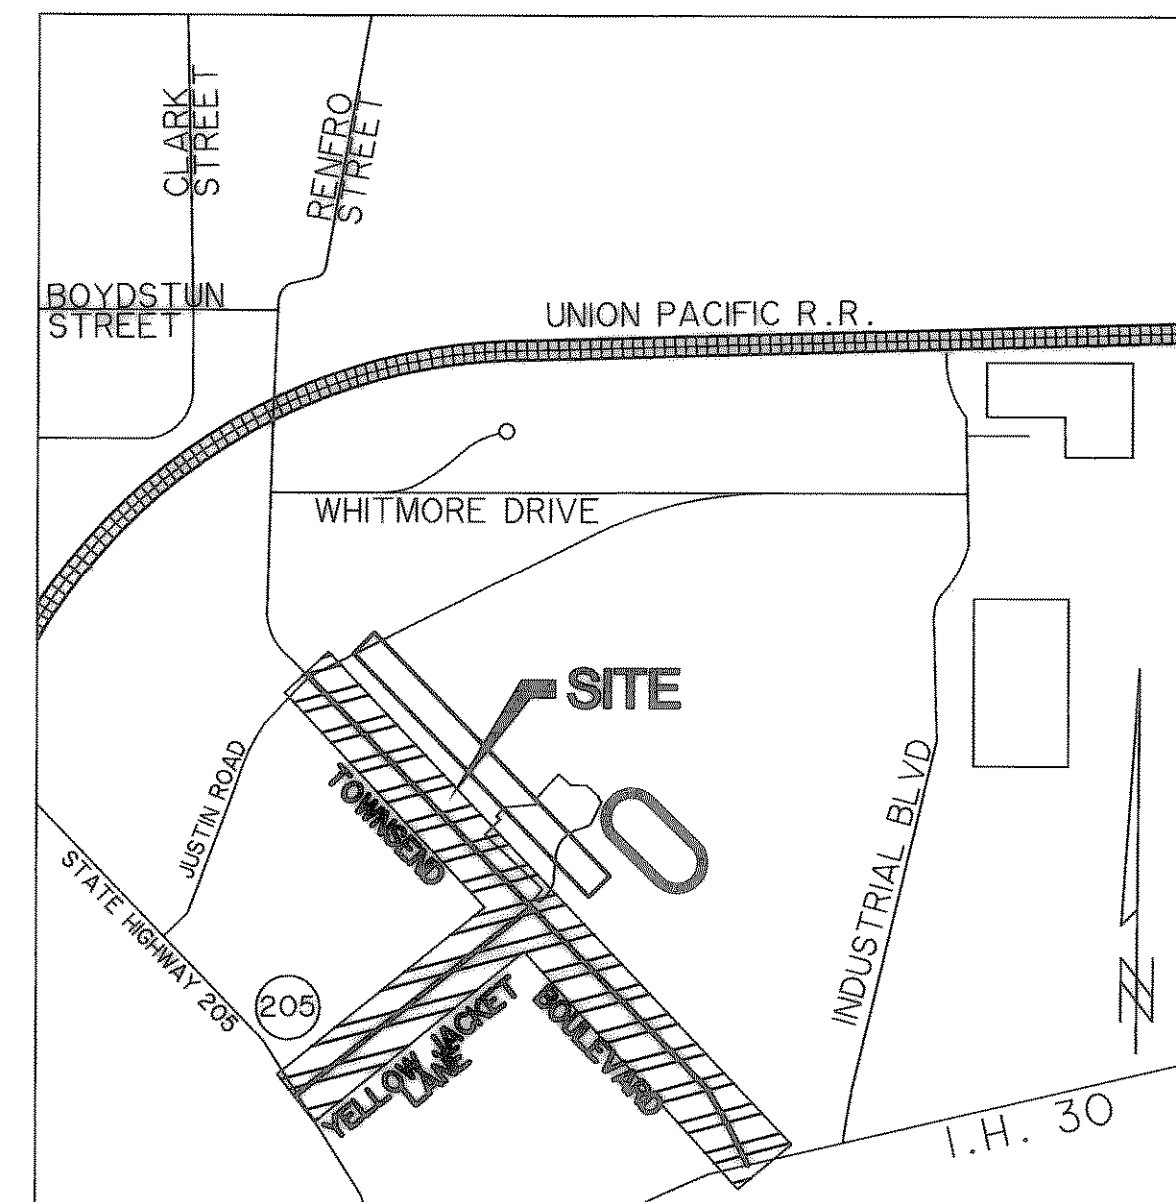 CLARK
STREET
RENFRO
STREET
BOYDSTUN
STREET
UNION PACIFIC R.R.
WHITMORE DRIVE
SITE
TOWNSEND
JUSTIN ROAD
STATE HIGHWAY 205
205
YELLOW JACKET
LANE
BOULEVARD
INDUSTRIAL BLVD
N
I.H. 30